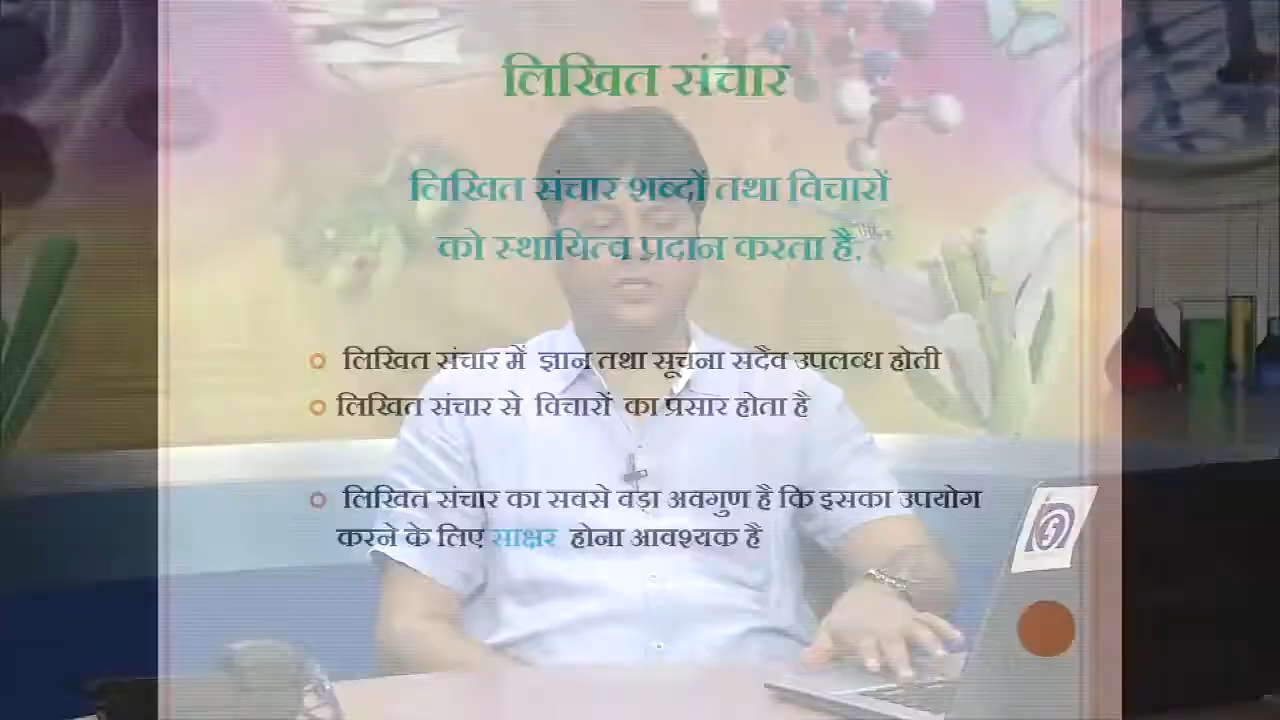 लिखित संचार
लिखित संचार शब्दों तथा विचारों
को स्थायित्व प्रदान करता है.
लिखित संचार में ज्ञान तथा सूचना सदैव उपलब्ध होती
लिखित संचार से विचारों का प्रसार होता है
लिखित संचार का सबसे बड़ा अवगुण है कि इसका उपयोग
करने के लिए साक्षर होना आवश्यक है